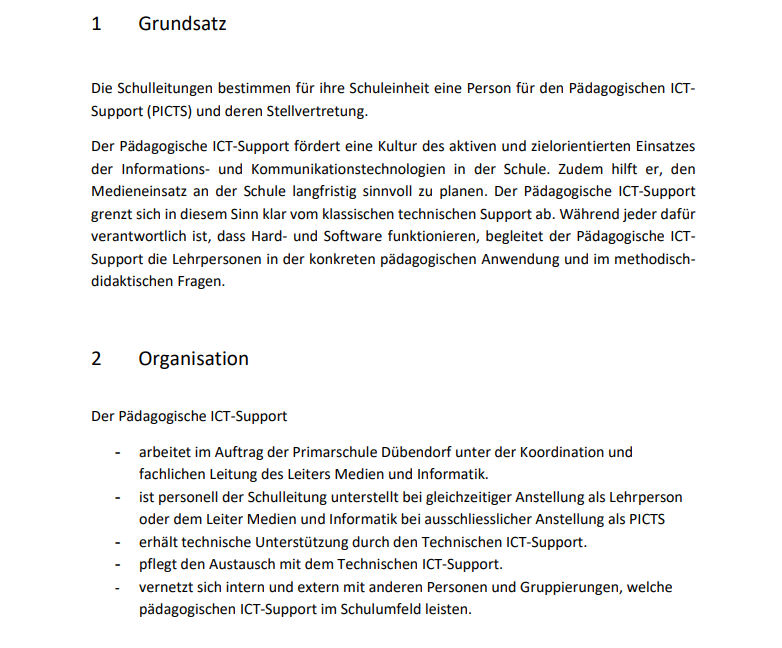 1 Grundsatz
Die Schulleitungen bestimmen für ihre Schuleinheit eine Person für den Pädagogischen ICT-
Support (PICTS) und deren Stellvertretung.
Der Pädagogische ICT-Support fördert eine Kultur des aktiven und zielorientierten Einsatzes
der Informations- und Kommunikationstechnologien in der Schule. Zudem hilft er, den
Medieneinsatz an der Schule langfristig sinnvoll zu planen. Der Pädagogische ICT-Support
grenzt sich in diesem Sinn klar vom klassischen technischen Support ab. Während jeder dafür
verantwortlich ist, dass Hard- und Software funktionieren, begleitet der Pädagogische ICT-
Support die Lehrpersonen in der konkreten pädagogischen Anwendung und im methodisch-
didaktischen Fragen.
2 Organisation
Der Pädagogische ICT-Support
- arbeitet im Auftrag der Primarschule Dübendorf unter der Koordination und
fachlichen Leitung des Leiters Medien und Informatik.
- ist personell der Schulleitung unterstellt bei gleichzeitiger Anstellung als Lehrperson
oder dem Leiter Medien und Informatik bei ausschliesslicher Anstellung als PICTS
- erhält technische Unterstützung durch den Technischen ICT-Support.
- pflegt den Austausch mit dem Technischen ICT-Support.
- vernetzt sich intern und extern mit anderen Personen und Gruppierungen, welche
pädagogischen ICT-Support im Schulumfeld leisten.